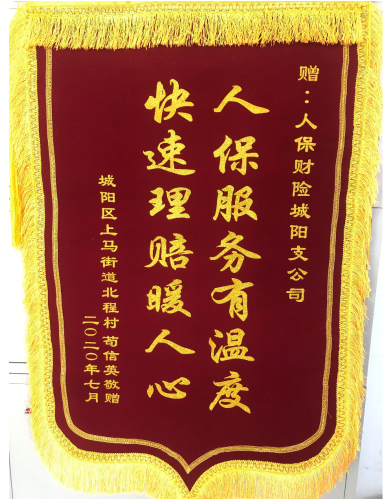 赠：人保财险城阳支公司
人保服务有温度
快速理赔暖人心
城阳区上马街道北程村 苟信英敬赠
二〇二〇年七月